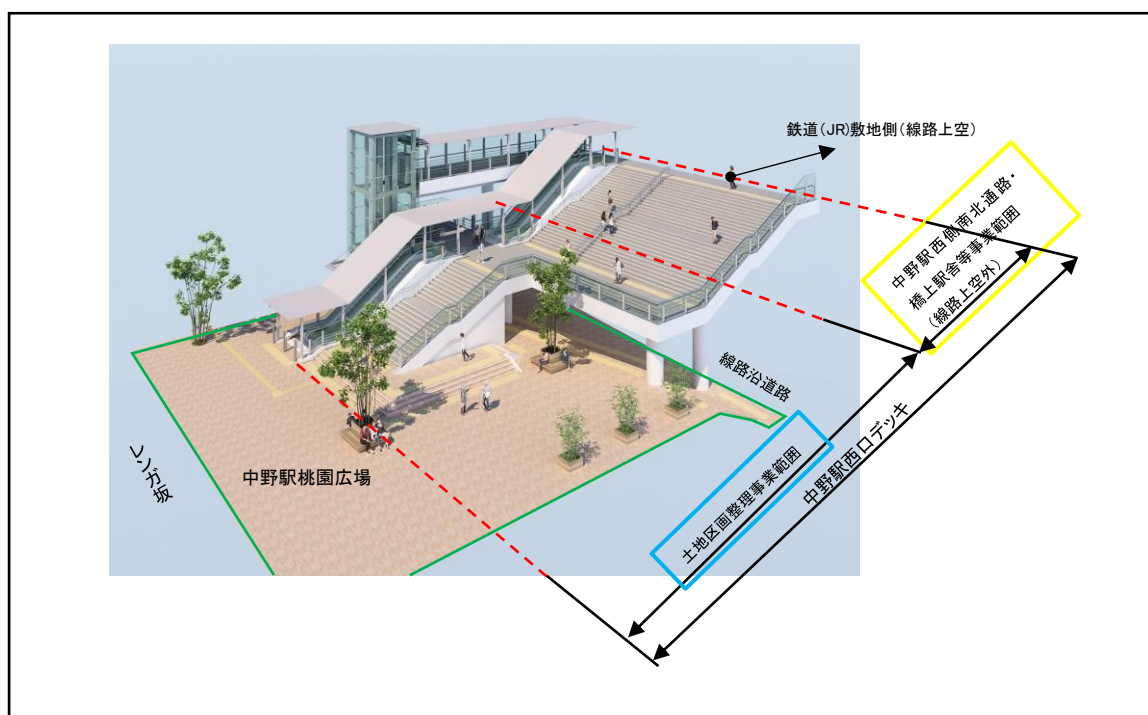 鉄道(JR)敷地側(線路上空)
中野駅西側南北通路・
橋上駅舎等事業範囲
(線路上空外)
線路沿道路
レンガ坂
中野駅桃園広場
土地区画整理事業範囲
中野駅西口デッキ